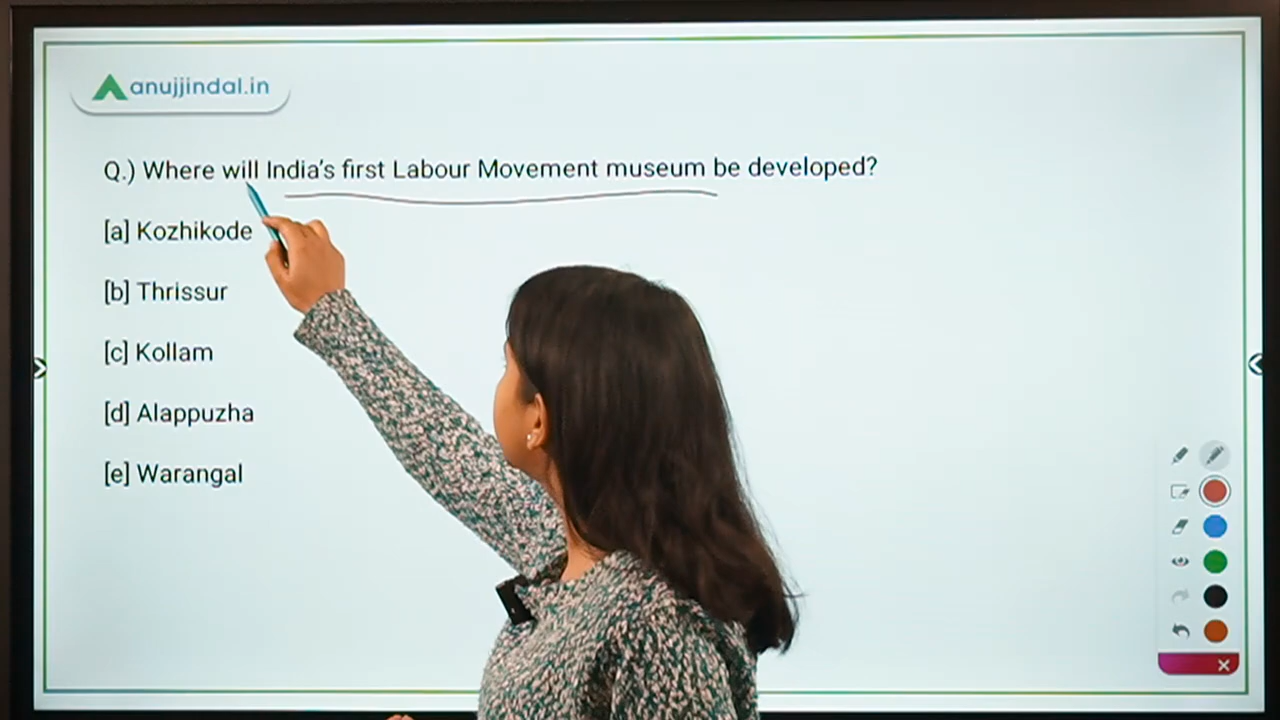 anujjindal.in
Q.) Where will India's first Labour Movement museum be developed?
[a] Kozhikode
[b] Thrissur
[c] Kollam
[d] Alappuzha
[e] Warangal